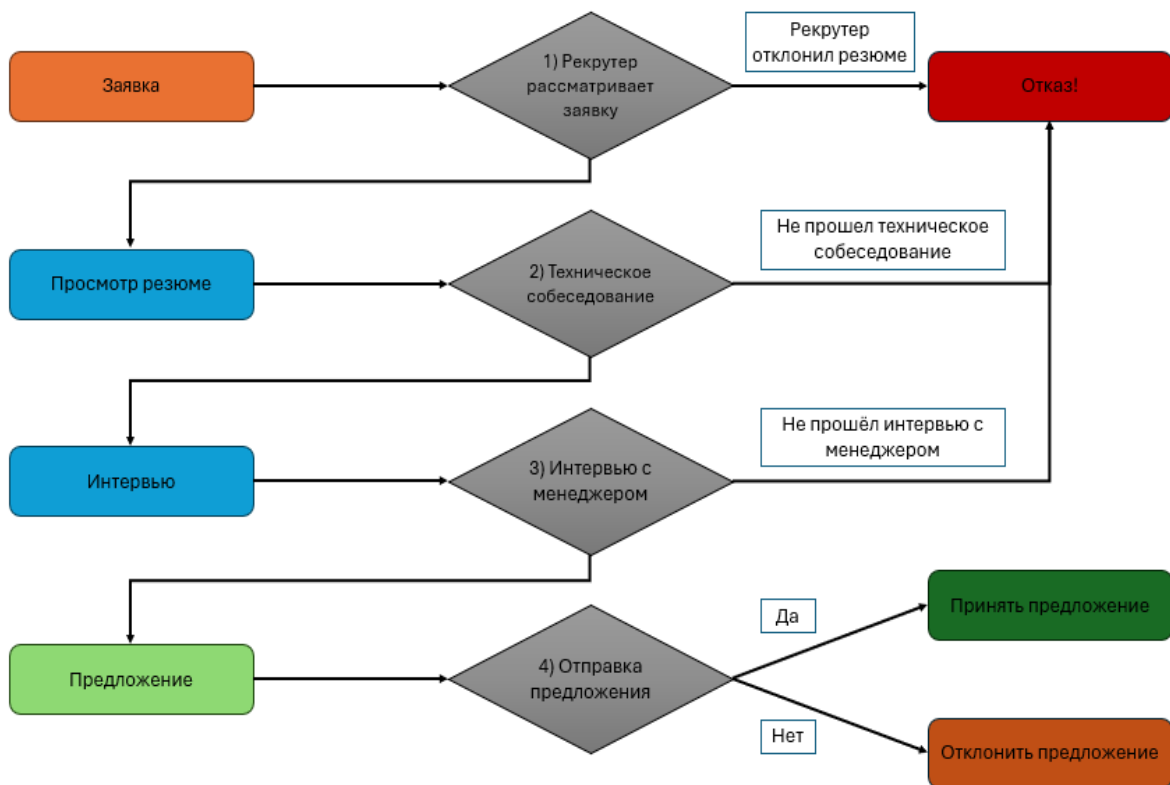 Заявка
1) Рекрутер
рассматривает
заявку
Рекрутер
отклонил резюме
Отказ!
Просмотр резюме
2) Техническое
собеседование
Не прошел техническое
собеседование
Интервью
3) Интервью с
менеджером
Не прошёл интервью с
менеджером
Предложение
4) Отправка
предложения
Да
Принять предложение
Нет
Отклонить предложение